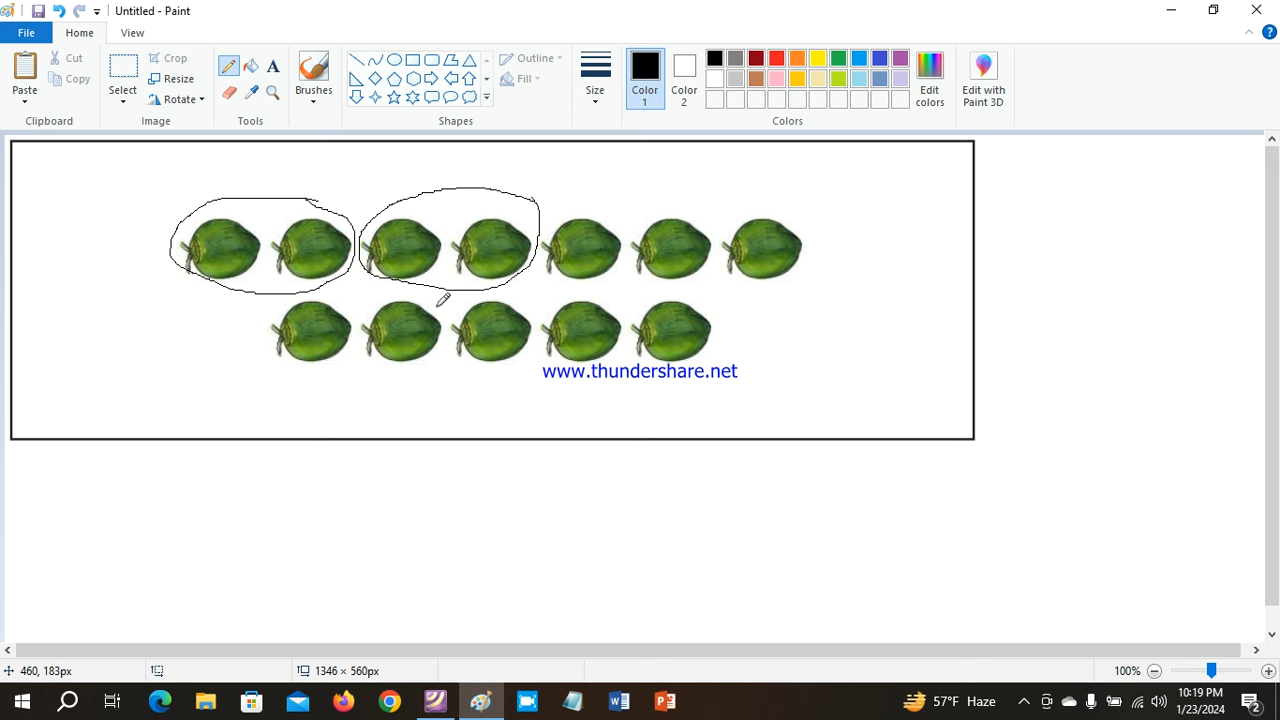 Untitled - Paint
File Home View
Paste
Cut
Copy
Clipboard
Select
Crop
Resize
Rotate
Image
Tools
Brushes
Shapes
Outline
Fill
Size
Color 1
Color 2
Colors
Edit colors
Edit with Paint 3D
www.thundershare.net
460, 183px
1346 × 560px
100%
57°F Haze
10:19 PM
1/23/2024
2